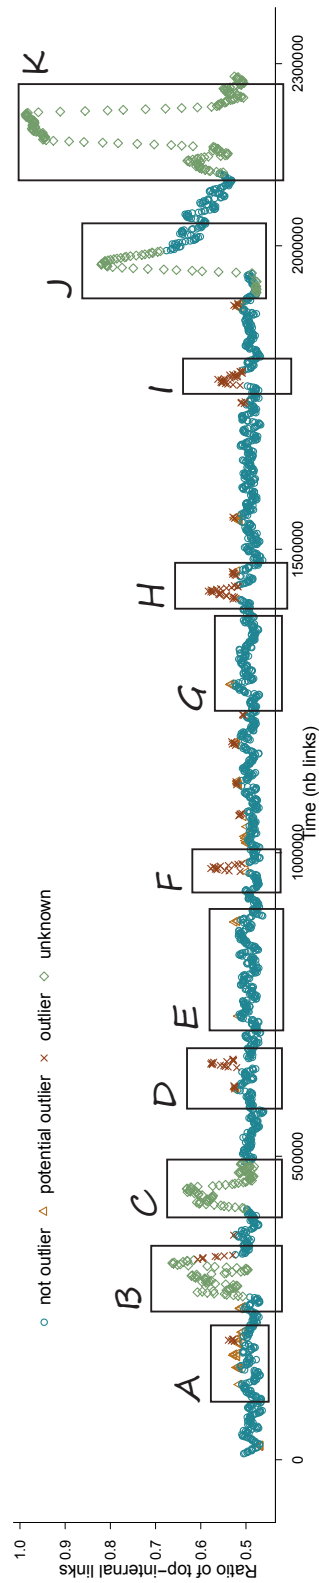 not outlier potential outlier outlier unknown
A B C D E F G H I J K
1.0
0.9
0.8
0.7
0.6
0.5
Ratio of top-internal links
0 500000 1000000 1500000 2000000 2300000
Time (nb links)